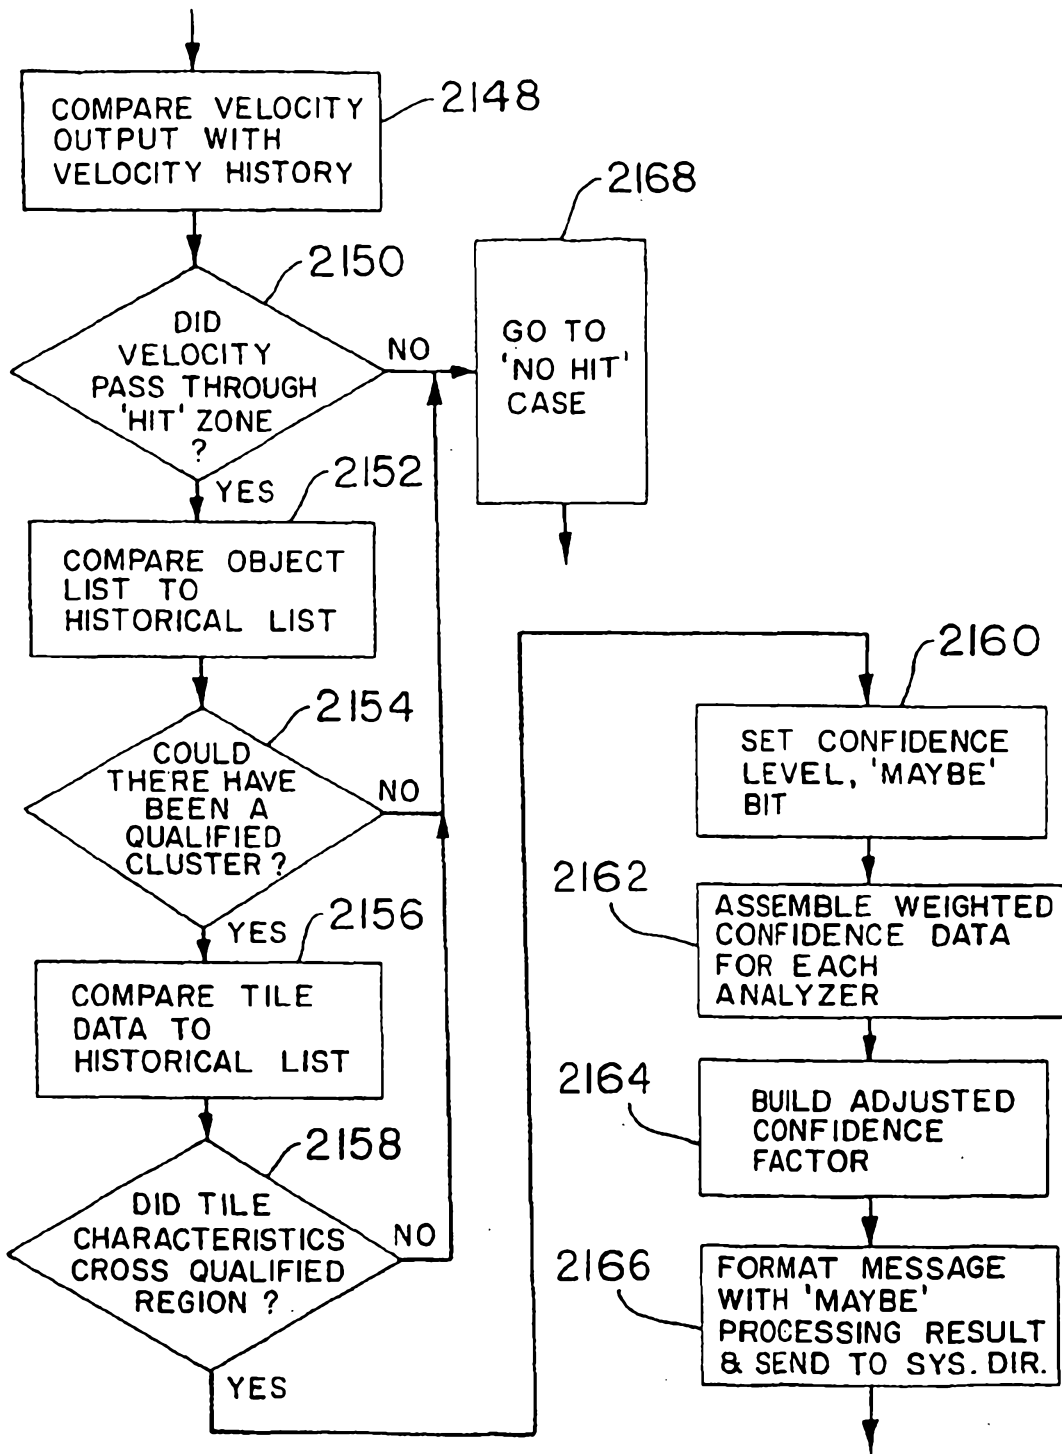 COMPARE VELOCITY
OUTPUT WITH
VELOCITY HISTORY
2148
DID
VELOCITY
PASS THROUGH
'HIT' ZONE
?
2150
NO
YES
GO TO
'NO HIT'
CASE
2168
COMPARE OBJECT
LIST TO
HISTORICAL LIST
2152
COULD
THERE HAVE
BEEN A
QUALIFIED
CLUSTER ?
2154
NO
YES
COMPARE TILE
DATA TO
HISTORICAL LIST
2156
DID TILE
CHARACTERISTICS
CROSS QUALIFIED
REGION ?
2158
NO
YES
SET CONFIDENCE
LEVEL, 'MAYBE'
BIT
2160
ASSEMBLE WEIGHTED
CONFIDENCE DATA
FOR EACH
ANALYZER
2162
BUILD ADJUSTED
CONFIDENCE
FACTOR
2164
FORMAT MESSAGE
WITH 'MAYBE'
PROCESSING RESULT
& SEND TO SYS. DIR.
2166